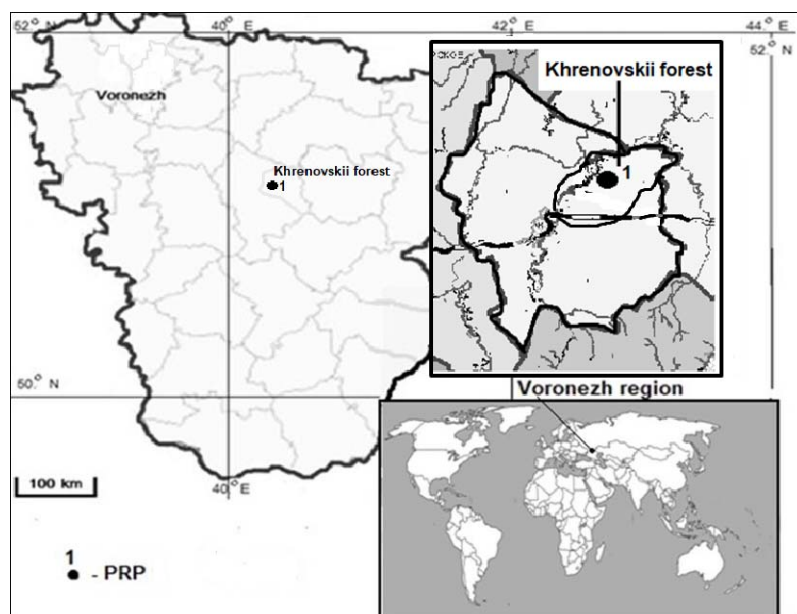 52° N
40° E
42° E
44° E
52° N
Khrenovskii forest
1
Voronezh
Khrenovskii forest
1
50° N
Voronezh region
100 km
40° E
1
- PRP